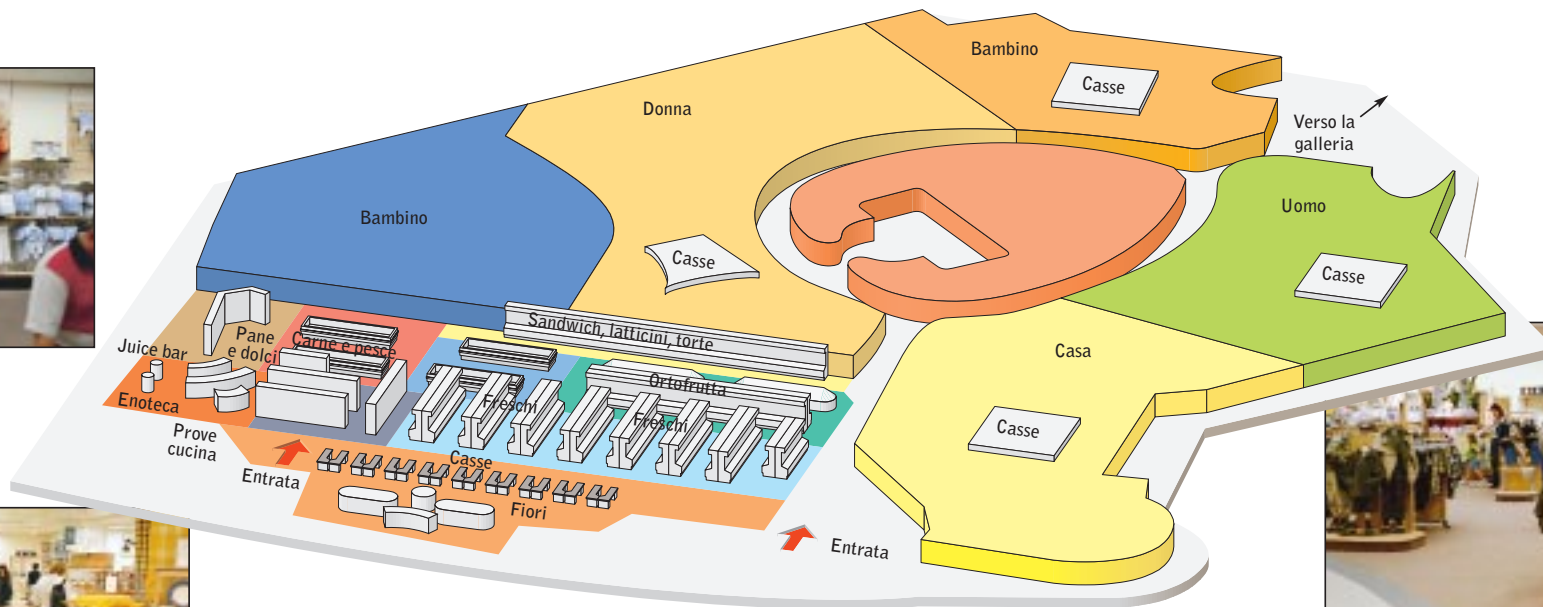 Bambino
Casse
Donna
Verso la
galleria
Bambino
Uomo
Casse
Casse
Sandwich, latticini, torte
Pane
e dolci
Carne e pesce
Juice bar
Casa
Ortofrutta
Enoteca
Freschi
Freschi
Prove
cucina
Casse
Casse
Entrata
Fiori
Entrata